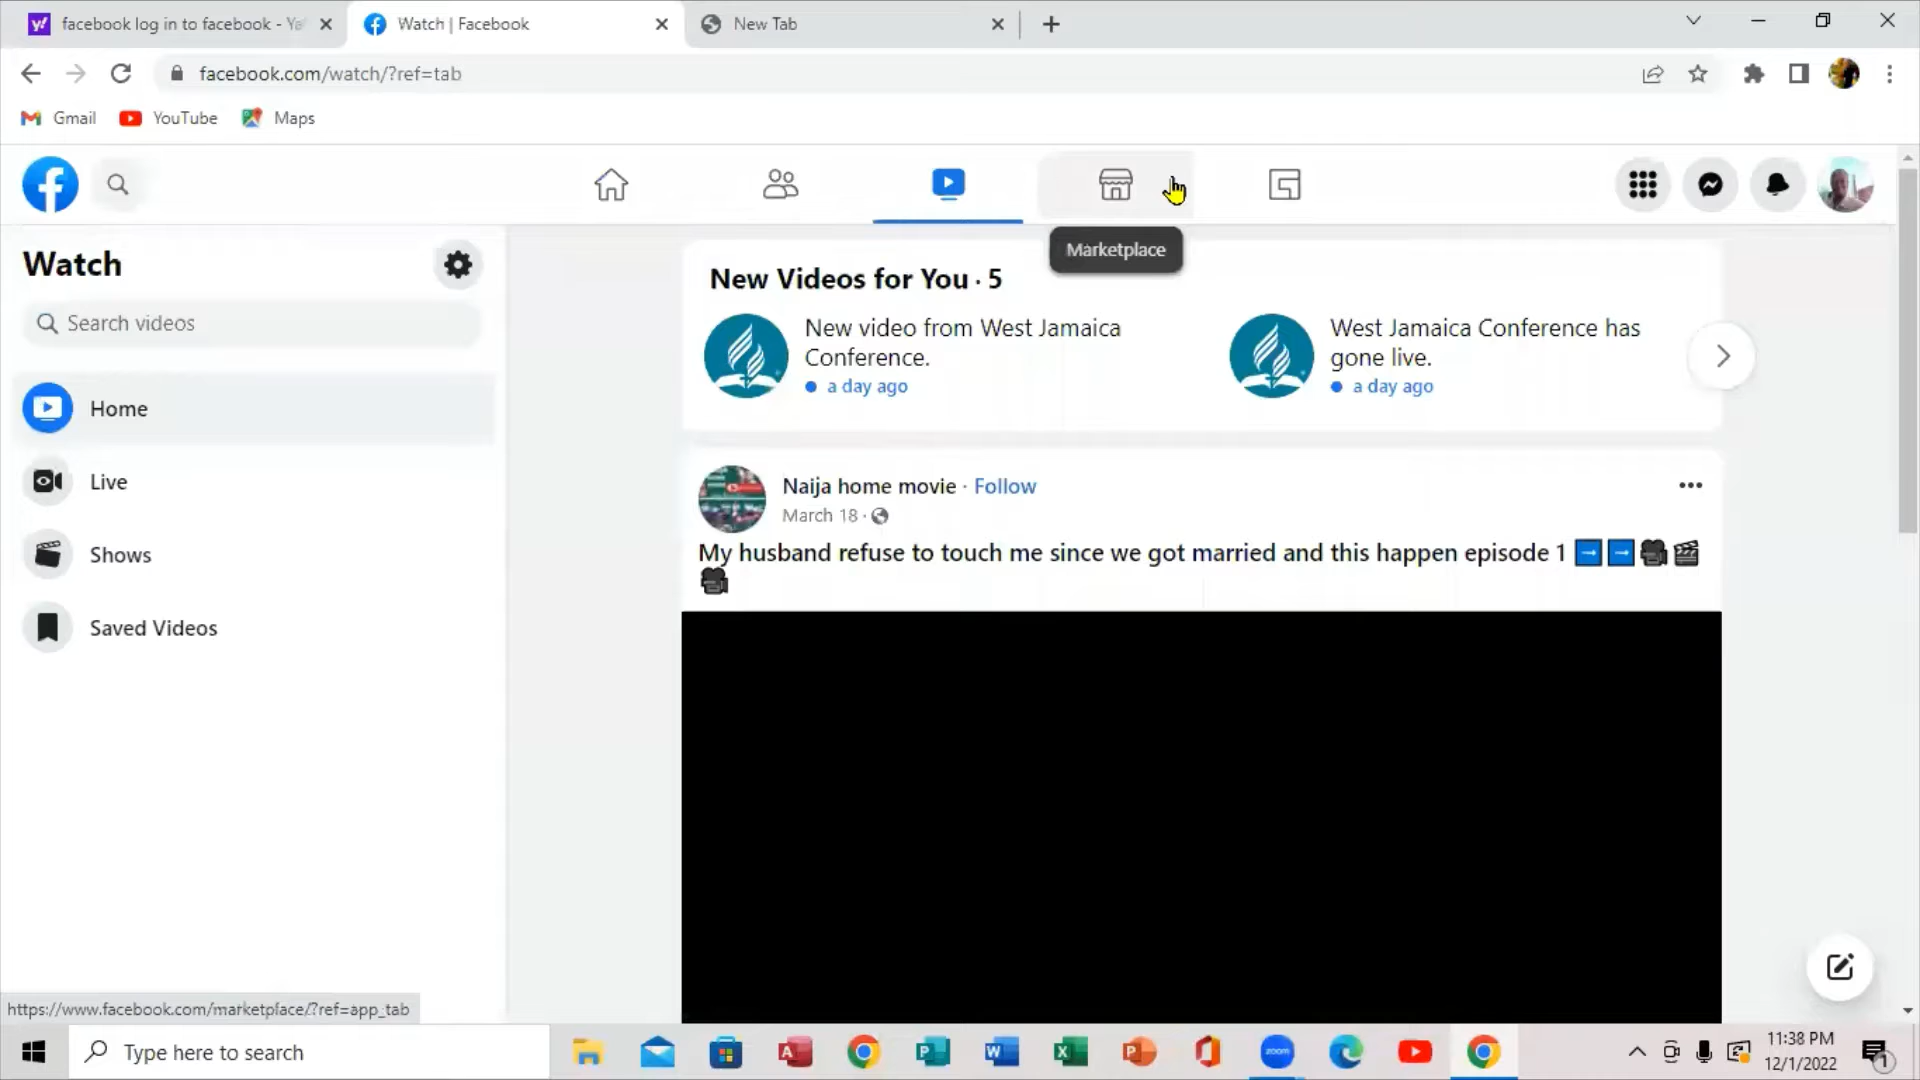 facebook log in to facebook - Ya
Watch | Facebook
New Tab
facebook.com/watch/?ref=tab
Gmail
YouTube
Maps
Marketplace
Watch
Search videos
Home
Live
Shows
Saved Videos
New Videos for You · 5
New video from West Jamaica
Conference.
a day ago
West Jamaica Conference has
gone live.
a day ago
Naija home movie · Follow
March 18 ·
My husband refuse to touch me since we got married and this happen episode 1
https://www.facebook.com/marketplace/?ref=app_tab
Type here to search
zoom
11:38 PM
12/1/2022
1